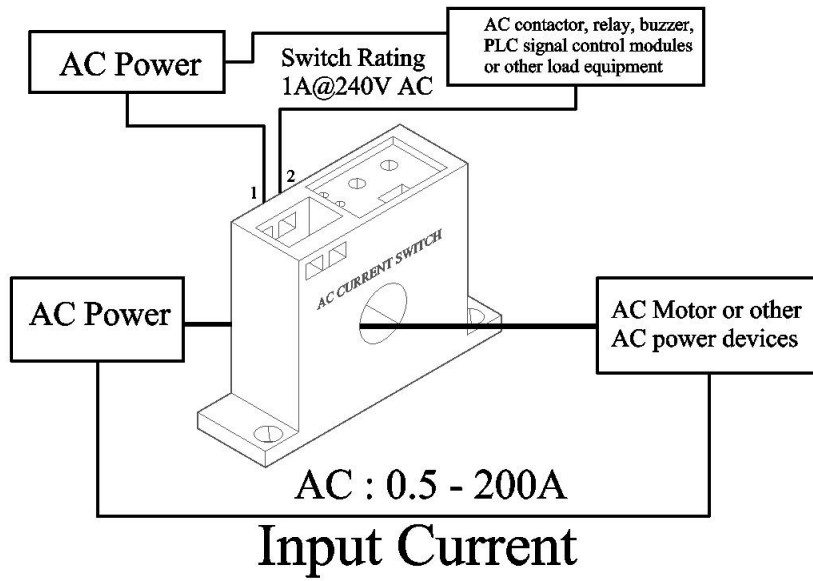 AC Power
Switch Rating
1A@240V AC
AC contactor, relay, buzzer,
PLC signal control modules
or other load equipment
1
2
AC CURRENT SWITCH
AC Power
AC Motor or other
AC power devices
AC : 0.5 - 200A
Input Current